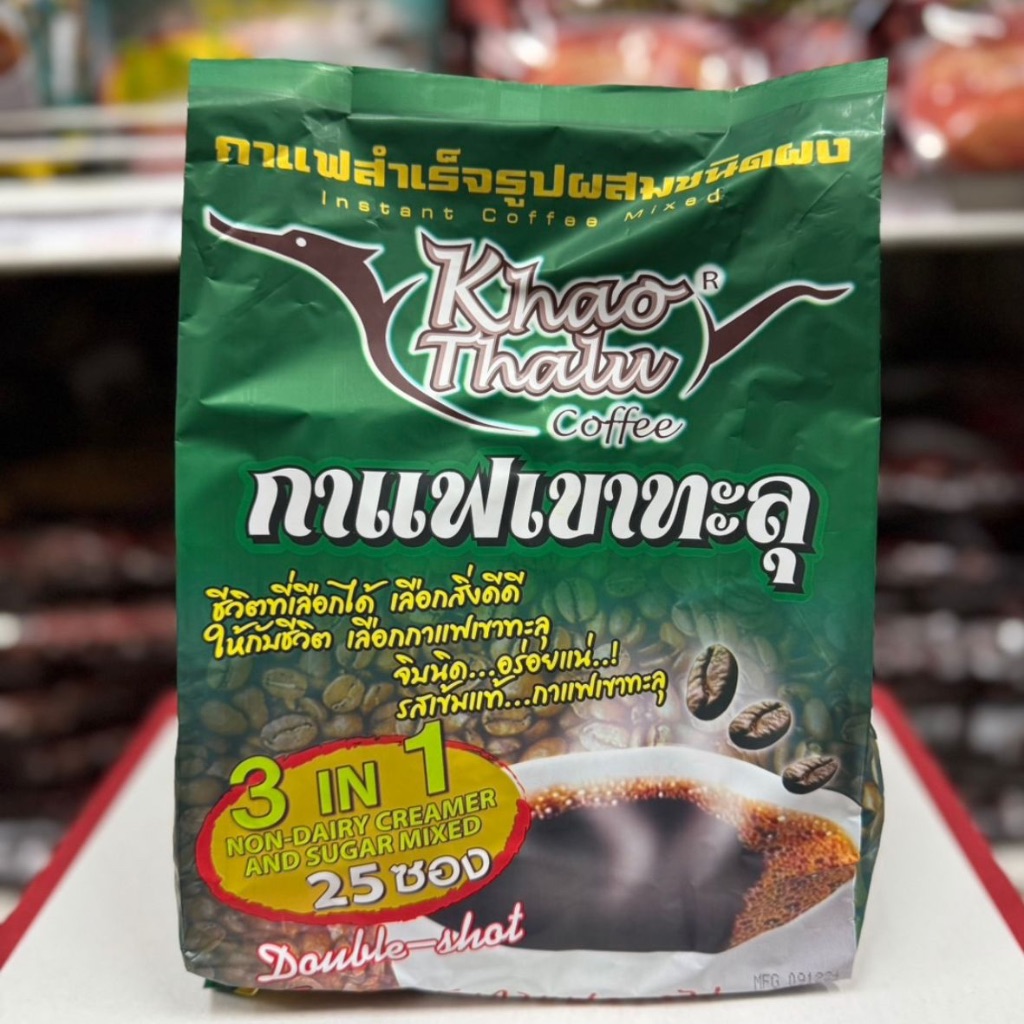 กาแฟสำเร็จรูปผสมชนิดผง
Instant Coffee Mixed
Khao
Thalu
R
Coffee
กาแฟเขาทะลุ
ชีวิตที่เลือกได้ เลือกสิ่งดีดี
ให้กับชีวิต เลือกกาแฟเขาทะลุ
จิบนิด...อร่อยแน่..!
รสเข้มแท้...กาแฟเขาทะลุ
3 IN 1
NON-DAIRY CREAMER
AND SUGAR MIXED
25 ซอง
Double-shot
MFG